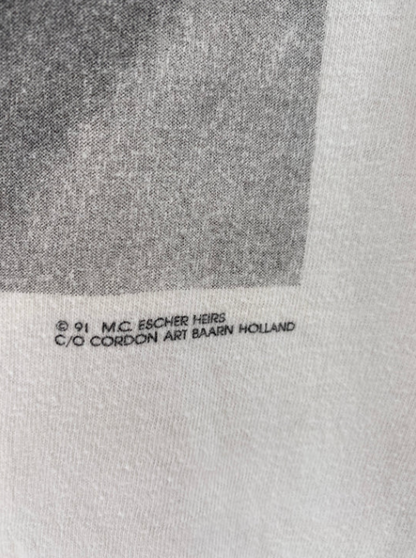 © 91 M.C. ESCHER HEIRS
C/O CORDON ART BAARN HOLLAND